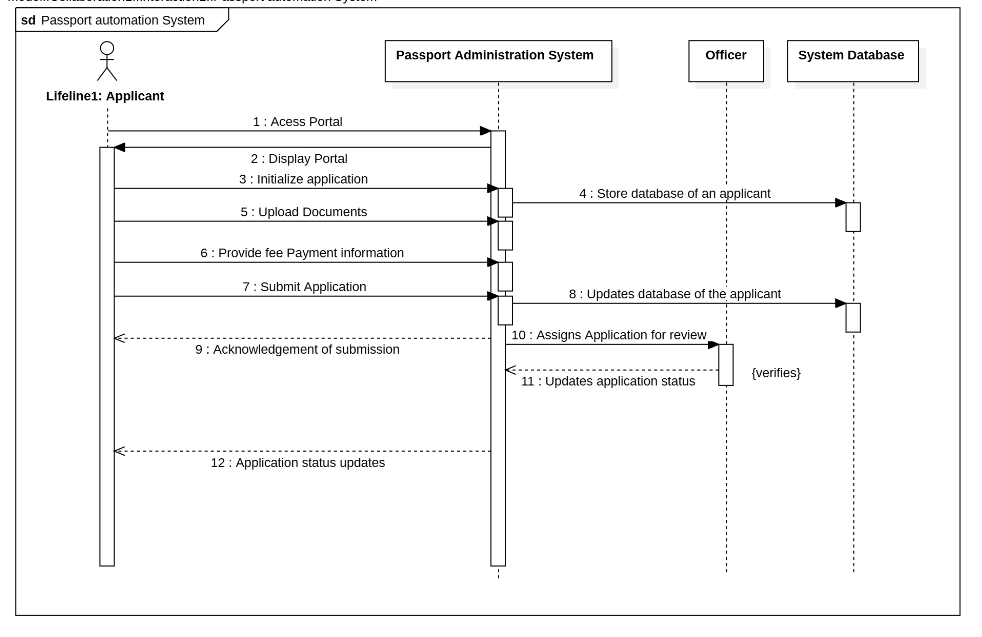 sd Passport automation System
Passport Administration System
Officer
System Database
Lifeline1: Applicant
1 : Acess Portal
2 : Display Portal
3 : Initialize application
4 : Store database of an applicant
5 : Upload Documents
6 : Provide fee Payment information
7 : Submit Application
8 : Updates database of the applicant
9 : Acknowledgement of submission
10 : Assigns Application for review
11 : Updates application status
{verifies}
12 : Application status updates